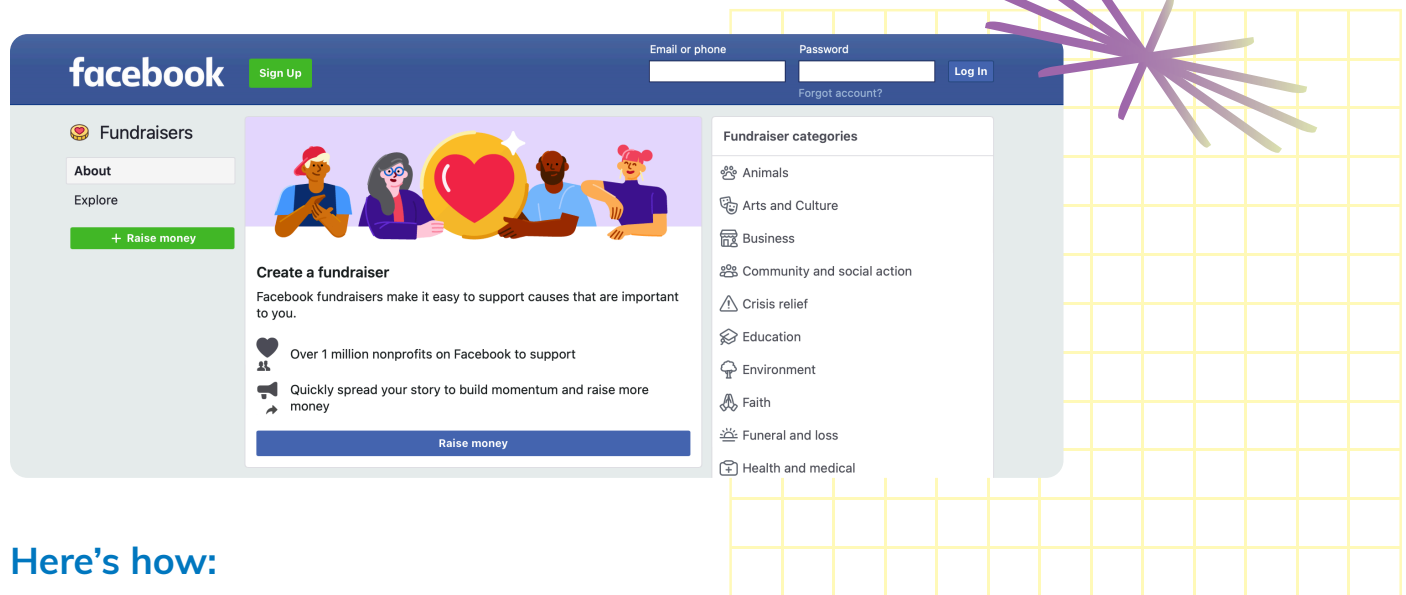 facebook
Sign Up
Email or phone
Password
Log In
Forgot account?
Fundraisers
About
Explore
+ Raise money
Create a fundraiser
Facebook fundraisers make it easy to support causes that are important
to you.
Over 1 million nonprofits on Facebook to support
Quickly spread your story to build momentum and raise more
money
Raise money
Fundraiser categories
Animals
Arts and Culture
Business
Community and social action
Crisis relief
Education
Environment
Faith
Funeral and loss
Health and medical
Here's how: